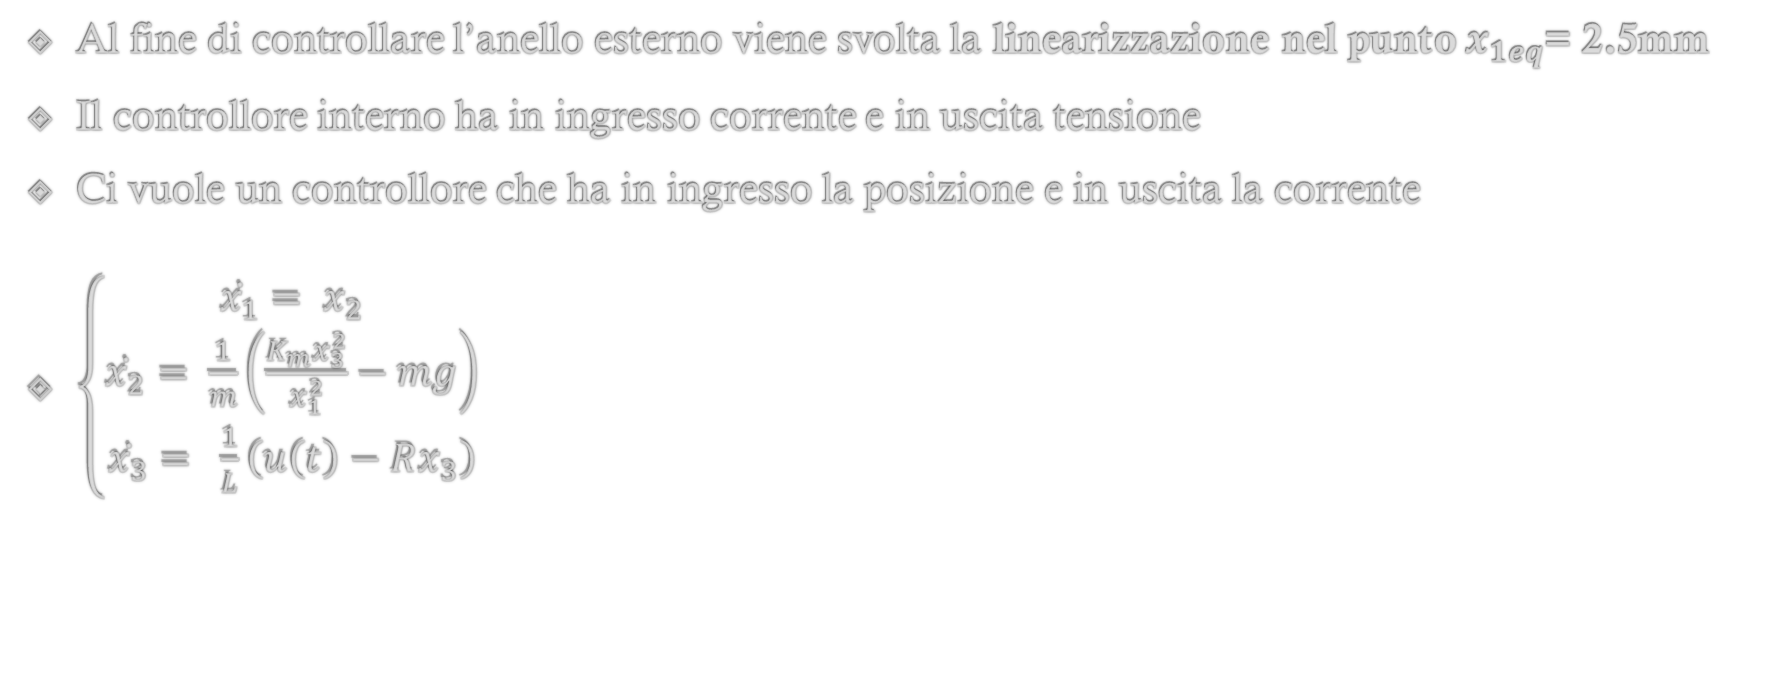 Al fine di controllare l’anello esterno viene svolta la linearizzazione nel punto x₁eq= 2.5mm
Il controllore interno ha in ingresso corrente e in uscita tensione
Ci vuole un controllore che ha in ingresso la posizione e in uscita la corrente
ẋ₁ = x₂
ẋ₂ = 1/m (Kₘx₃²/x₁² − mg)
ẋ₃ = 1/L (u(t) − Rx₃)